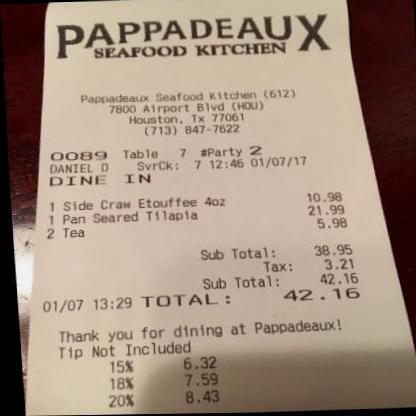 PAPPADEAUX
SEAFOOD KITCHEN
Pappadeaux Seafood Kitchen (612)
7800 Airport Blvd (HOU)
Houston, Tx 77061
(713) 847-7622
0089 Table 7 #Party 2
DANIEL O SvrCk: 7 12:46 01/07/17
DINE IN
1 Side Craw Etouffee 4oz 10.98
1 Pan Seared Tilapia 21.99
2 Tea 5.98
Sub Total: 38.95
Tax: 3.21
Sub Total: 42.16
01/07 13:29 TOTAL: 42.16
Thank you for dining at Pappadeaux!
Tip Not Included
15% 6.32
18% 7.59
20% 8.43